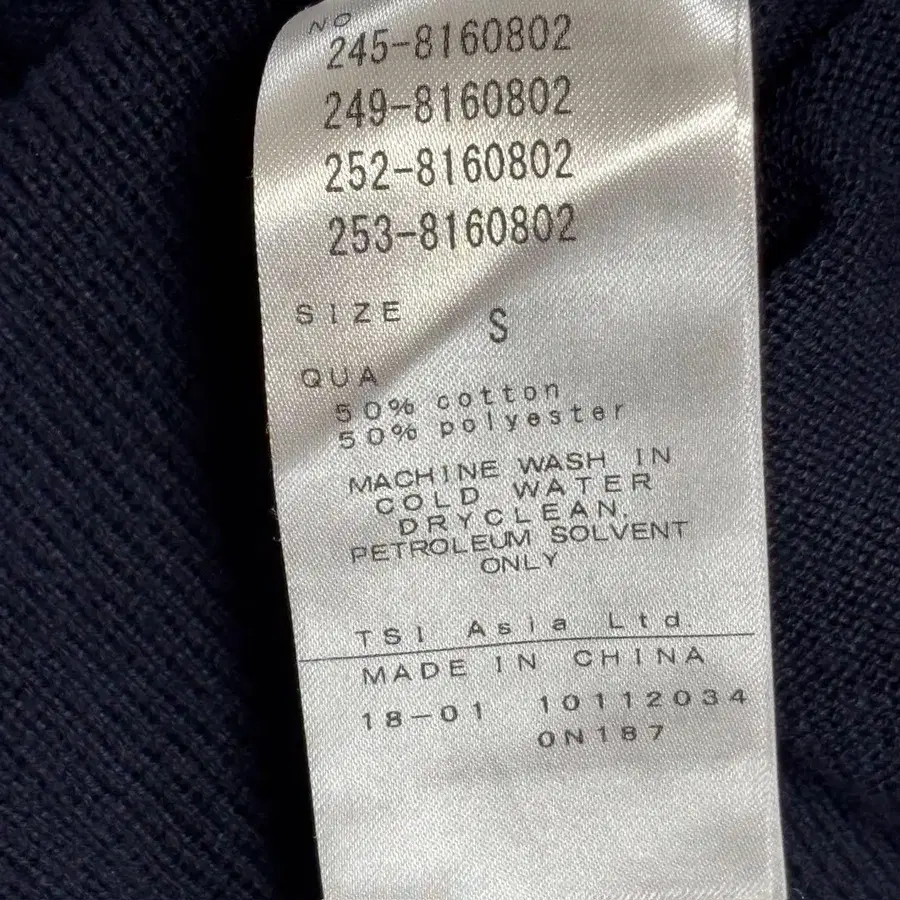 NO
245-8160802
249-8160802
252-8160802
253-8160802
SIZE S
QUA
50% cotton
50% polyester
MACHINE WASH IN
COLD WATER
DRYCLEAN.
PETROLEUM SOLVENT
ONLY
TSI Asia Ltd.
MADE IN CHINA
18-01 10112034
0N187